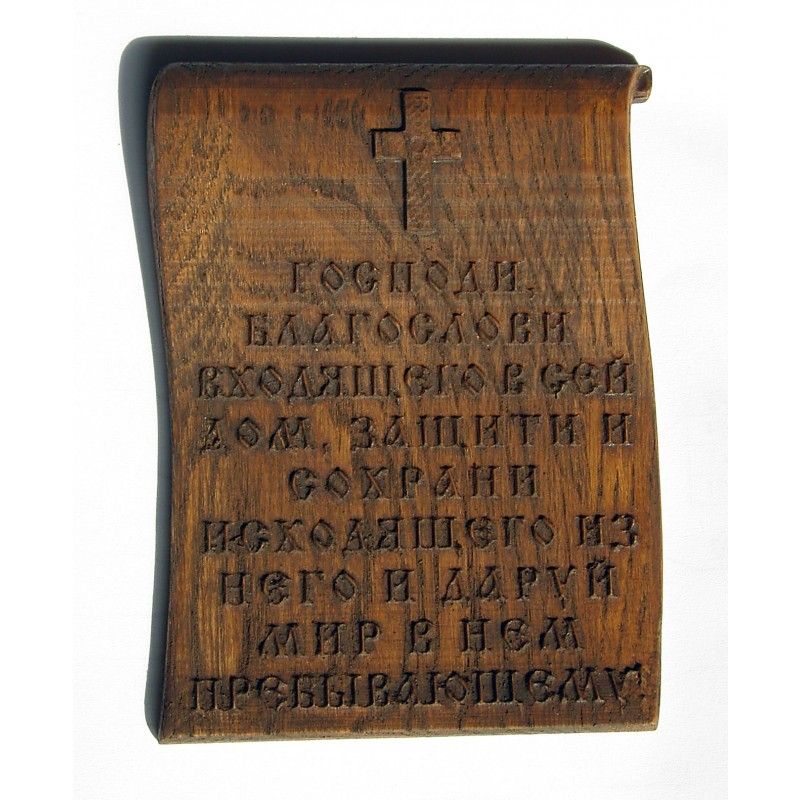 ГОСПОДИ,
БЛАГОСЛОВИ
ВХОДЯЩЕГО В СЕЙ
ДОМ, ЗАЩИТИ И
СОХРАНИ
ИСХОДЯЩЕГО ИЗ
НЕГО И ДАРУЙ
МИР В НЕМ
ПРЕБЫВАЮЩЕМУ.